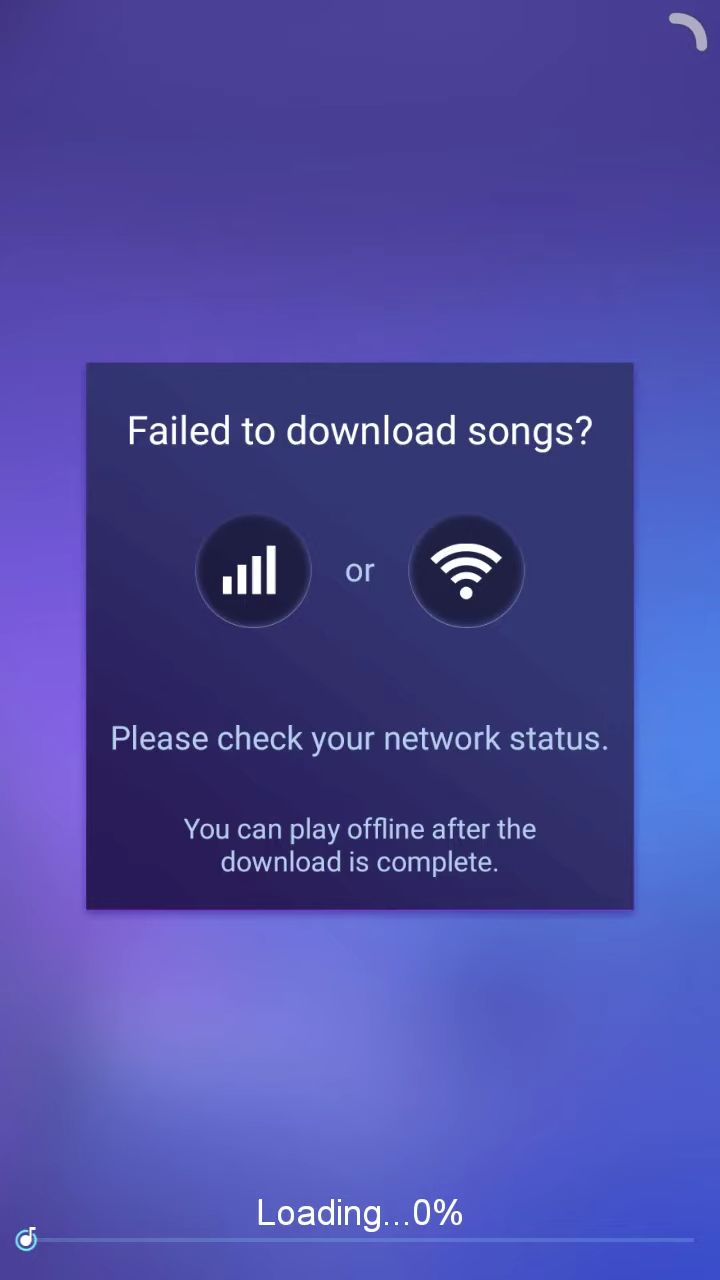 Failed to download songs?
or
Please check your network status.
You can play offline after the
download is complete.
Loading...0%